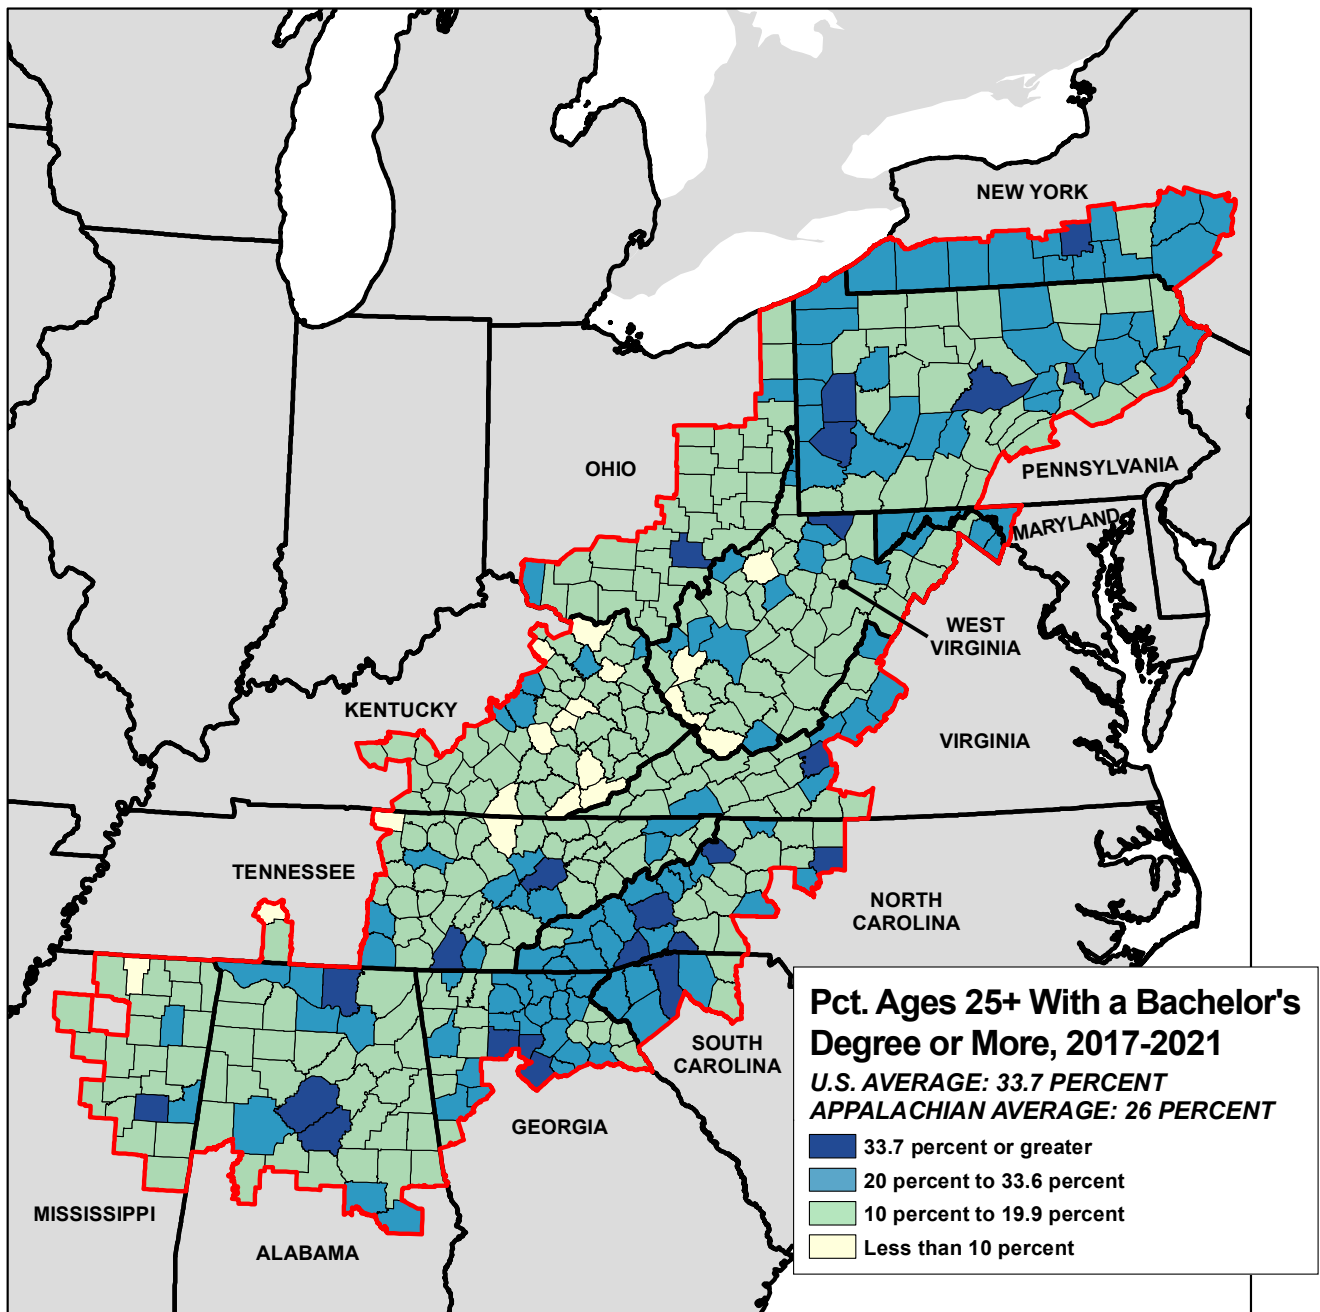 NEW YORK
OHIO
PENNSYLVANIA
MARYLAND
WEST
VIRGINIA
KENTUCKY
VIRGINIA
TENNESSEE
NORTH
CAROLINA
SOUTH
CAROLINA
GEORGIA
MISSISSIPPI
ALABAMA
Pct. Ages 25+ With a Bachelor's
Degree or More, 2017-2021
U.S. AVERAGE: 33.7 PERCENT
APPALACHIAN AVERAGE: 26 PERCENT
33.7 percent or greater
20 percent to 33.6 percent
10 percent to 19.9 percent
Less than 10 percent